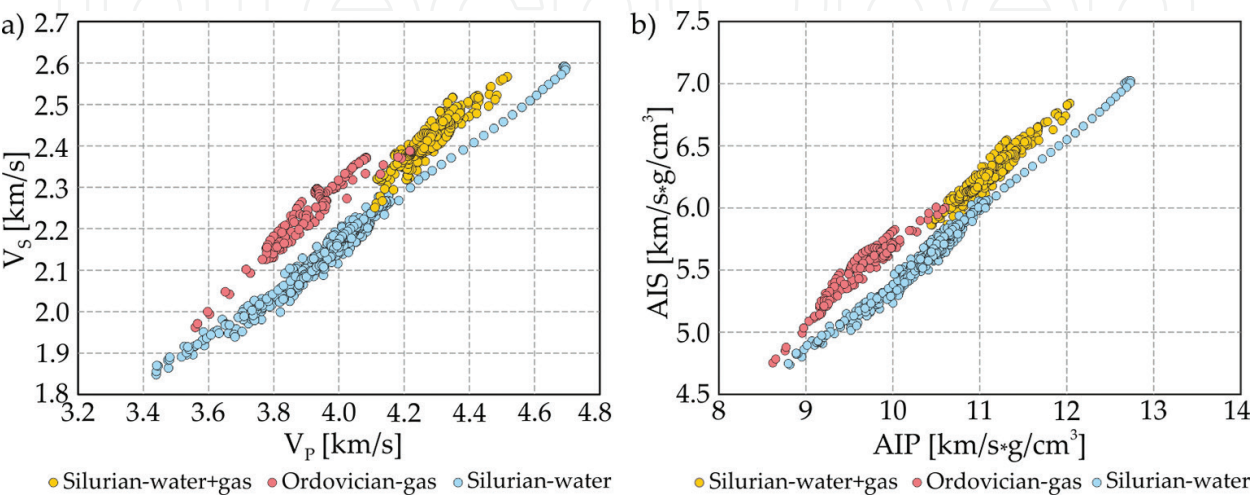 a)
2.7
2.6
2.5
2.4
2.3
2.2
2.1
2.0
1.9
1.8
V_S [km/s]
3.2 3.4 3.6 3.8 4.0 4.2 4.4 4.6 4.8
V_P [km/s]
Silurian-water+gas Ordovician-gas Silurian-water
b)
7.5
7.0
6.5
6.0
5.5
5.0
4.5
AIS [km/s*g/cm³]
8 9 10 11 12 13 14
AIP [km/s*g/cm³]
Silurian-water+gas Ordovician-gas Silurian-water